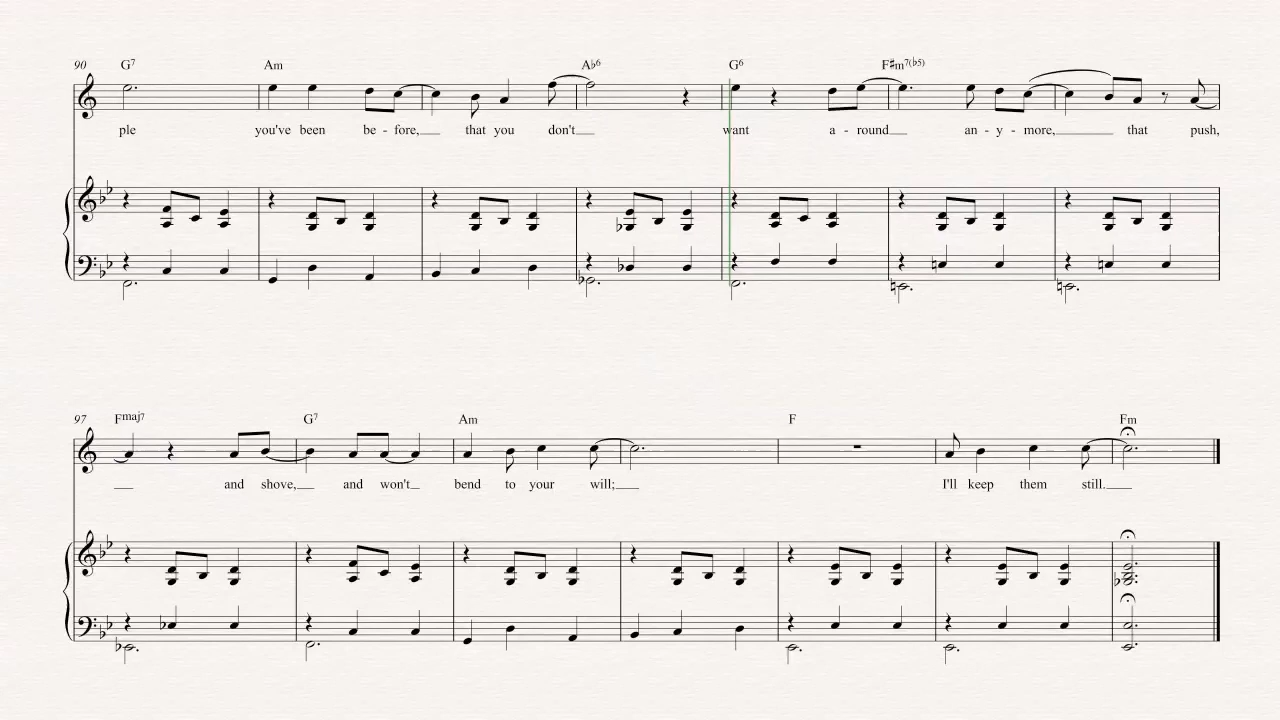 90 G7 Am A♭6 G6 F♯m7(♭5)
ple you've been be - fore, that you don't want a - round an - y - more, that push,
97 Fmaj7 G7 Am F Fm
and shove, and won't bend to your will; I'll keep them still.